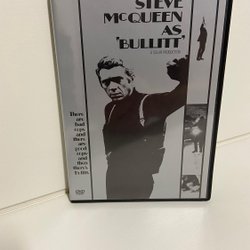 STEVE
McQUEEN
AS
'BULLITT'
There
are
bad
cops
and
there
are
good
cops—and
then
there's
Bullitt.
DVD